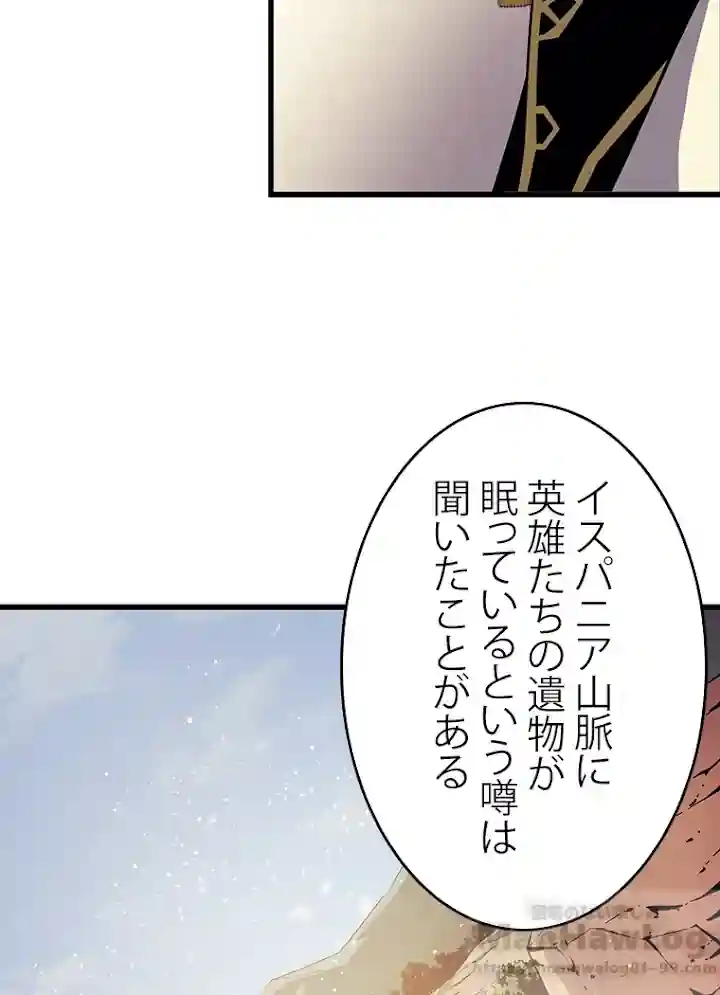 イスパニア山脈に
英雄たちの遺物が
眠っているという噂は
聞いたことがある
ManHawLog